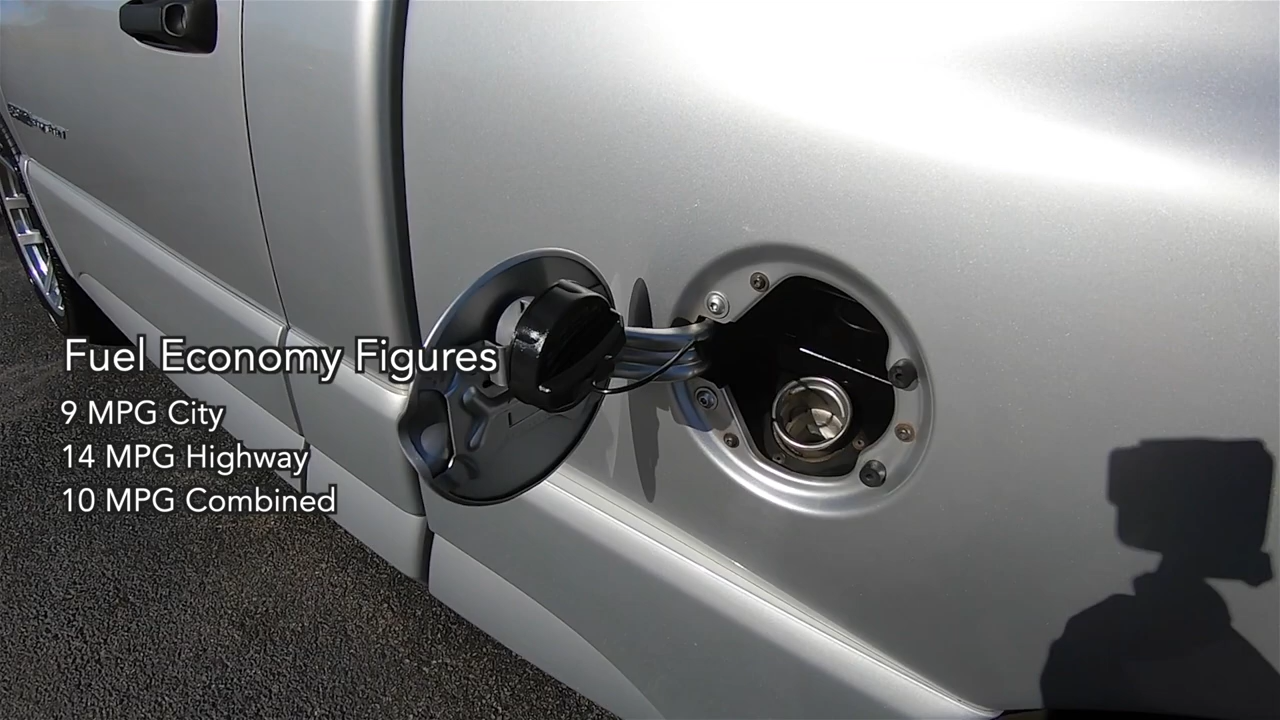 Fuel Economy Figures
9 MPG City
14 MPG Highway
10 MPG Combined